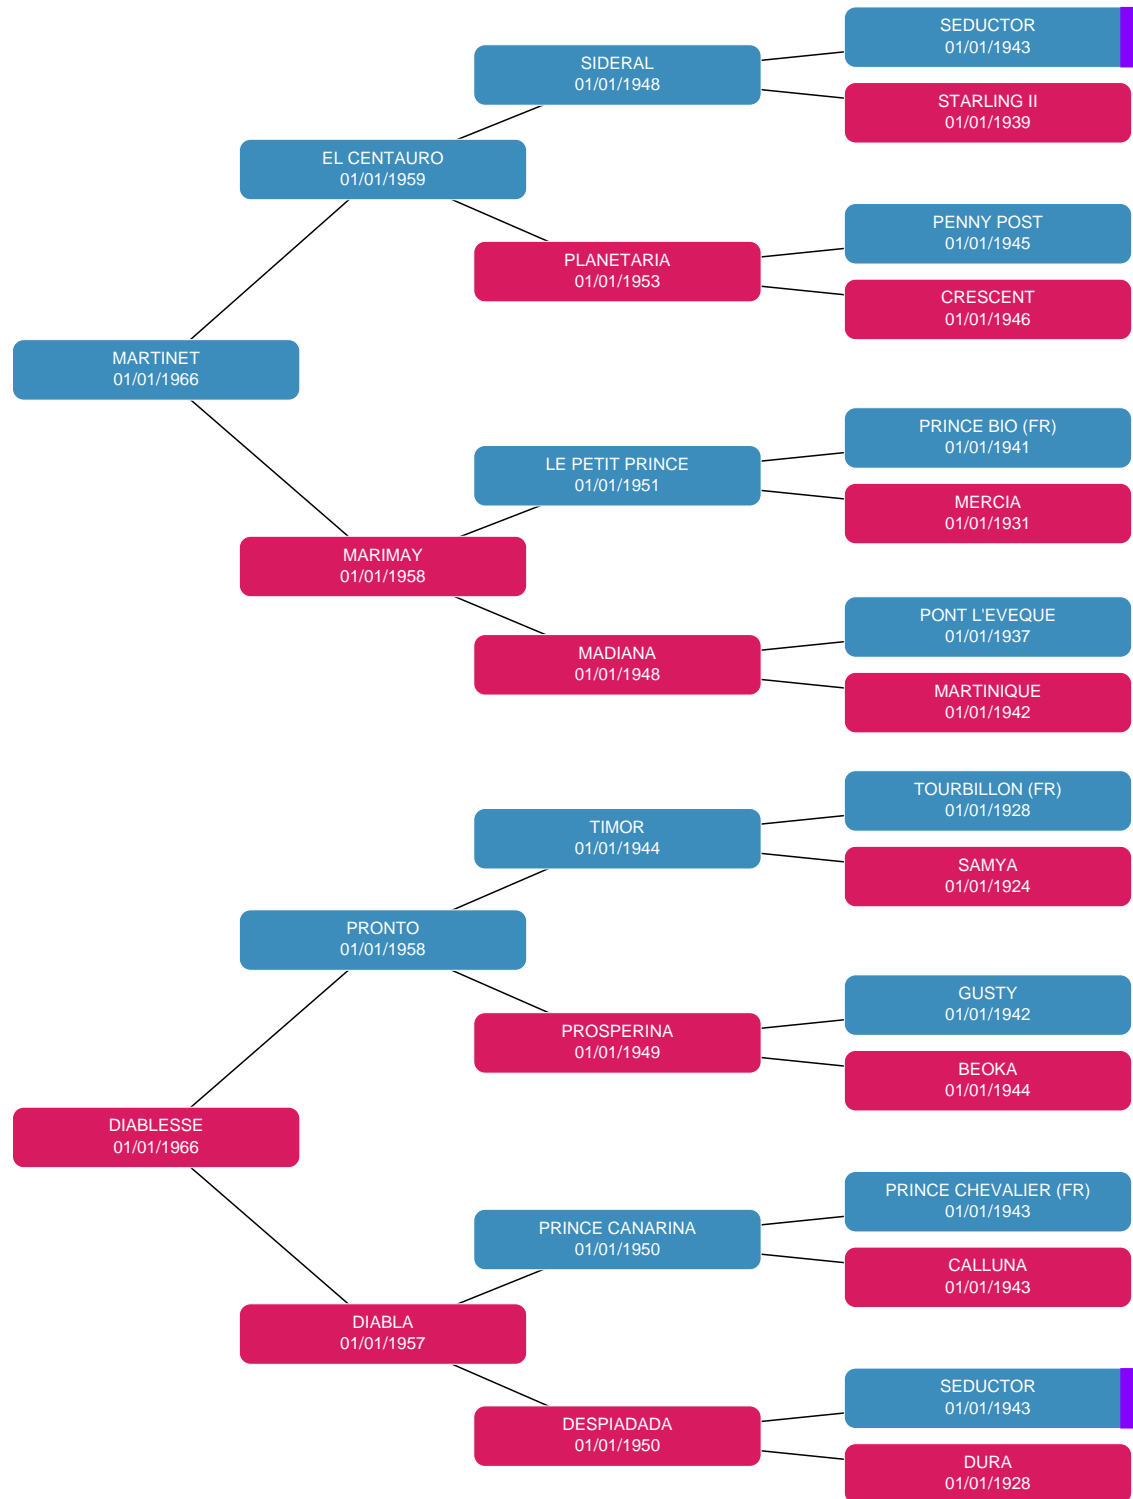 SEDUCTOR
01/01/1943
SIDERAL
01/01/1948
STARLING II
01/01/1939
EL CENTAURO
01/01/1959
PENNY POST
01/01/1945
PLANETARIA
01/01/1953
CRESCENT
01/01/1946
MARTINET
01/01/1966
PRINCE BIO (FR)
01/01/1941
LE PETIT PRINCE
01/01/1951
MERCIA
01/01/1931
MARIMAY
01/01/1958
PONT L'EVEQUE
01/01/1937
MADIANA
01/01/1948
MARTINIQUE
01/01/1942
TOURBILLON (FR)
01/01/1928
TIMOR
01/01/1944
SAMYA
01/01/1924
PRONTO
01/01/1958
GUSTY
01/01/1942
PROSPERINA
01/01/1949
BEOKA
01/01/1944
DIABLESSE
01/01/1966
PRINCE CHEVALIER (FR)
01/01/1943
PRINCE CANARINA
01/01/1950
CALLUNA
01/01/1943
DIABLA
01/01/1957
SEDUCTOR
01/01/1943
DESPIADADA
01/01/1950
DURA
01/01/1928